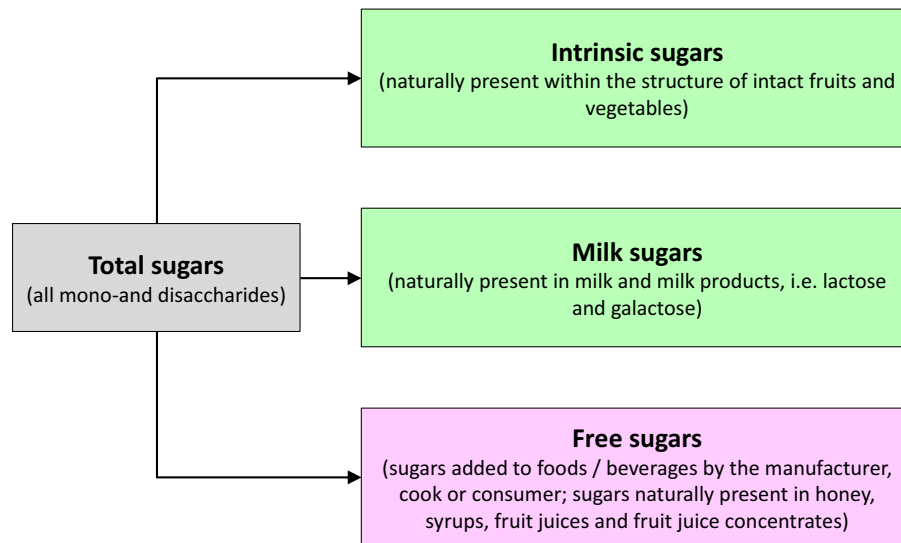 Intrinsic sugars
(naturally present within the structure of intact fruits and
vegetables)
Total sugars
(all mono-and disaccharides)
Milk sugars
(naturally present in milk and milk products, i.e. lactose
and galactose)
Free sugars
(sugars added to foods / beverages by the manufacturer,
cook or consumer; sugars naturally present in honey,
syrups, fruit juices and fruit juice concentrates)